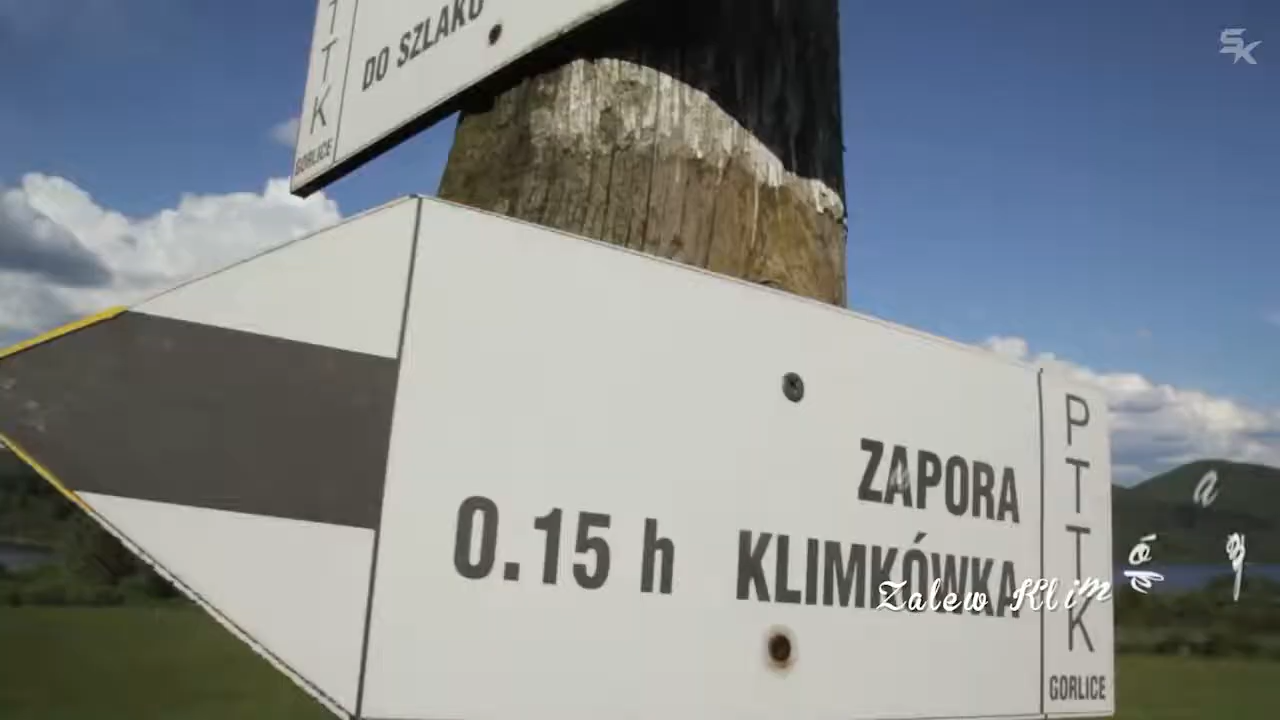 PTTK
GORLICE
DO SZLAKU
ZAPORA
0.15 h KLIMKÓWKA
PTTK
GORLICE
Zalew Klim
SK